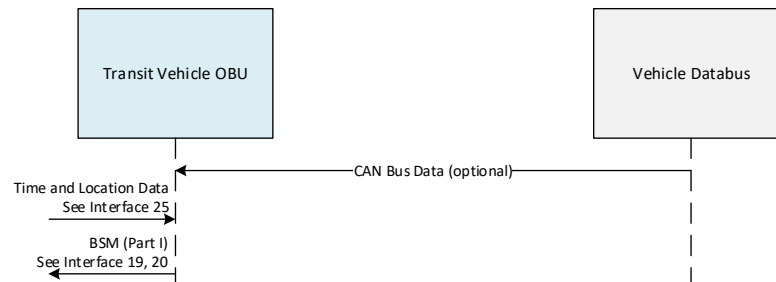 Transit Vehicle OBU
Vehicle Databus
CAN Bus Data (optional)
Time and Location Data
See Interface 25
BSM (Part I)
See Interface 19, 20